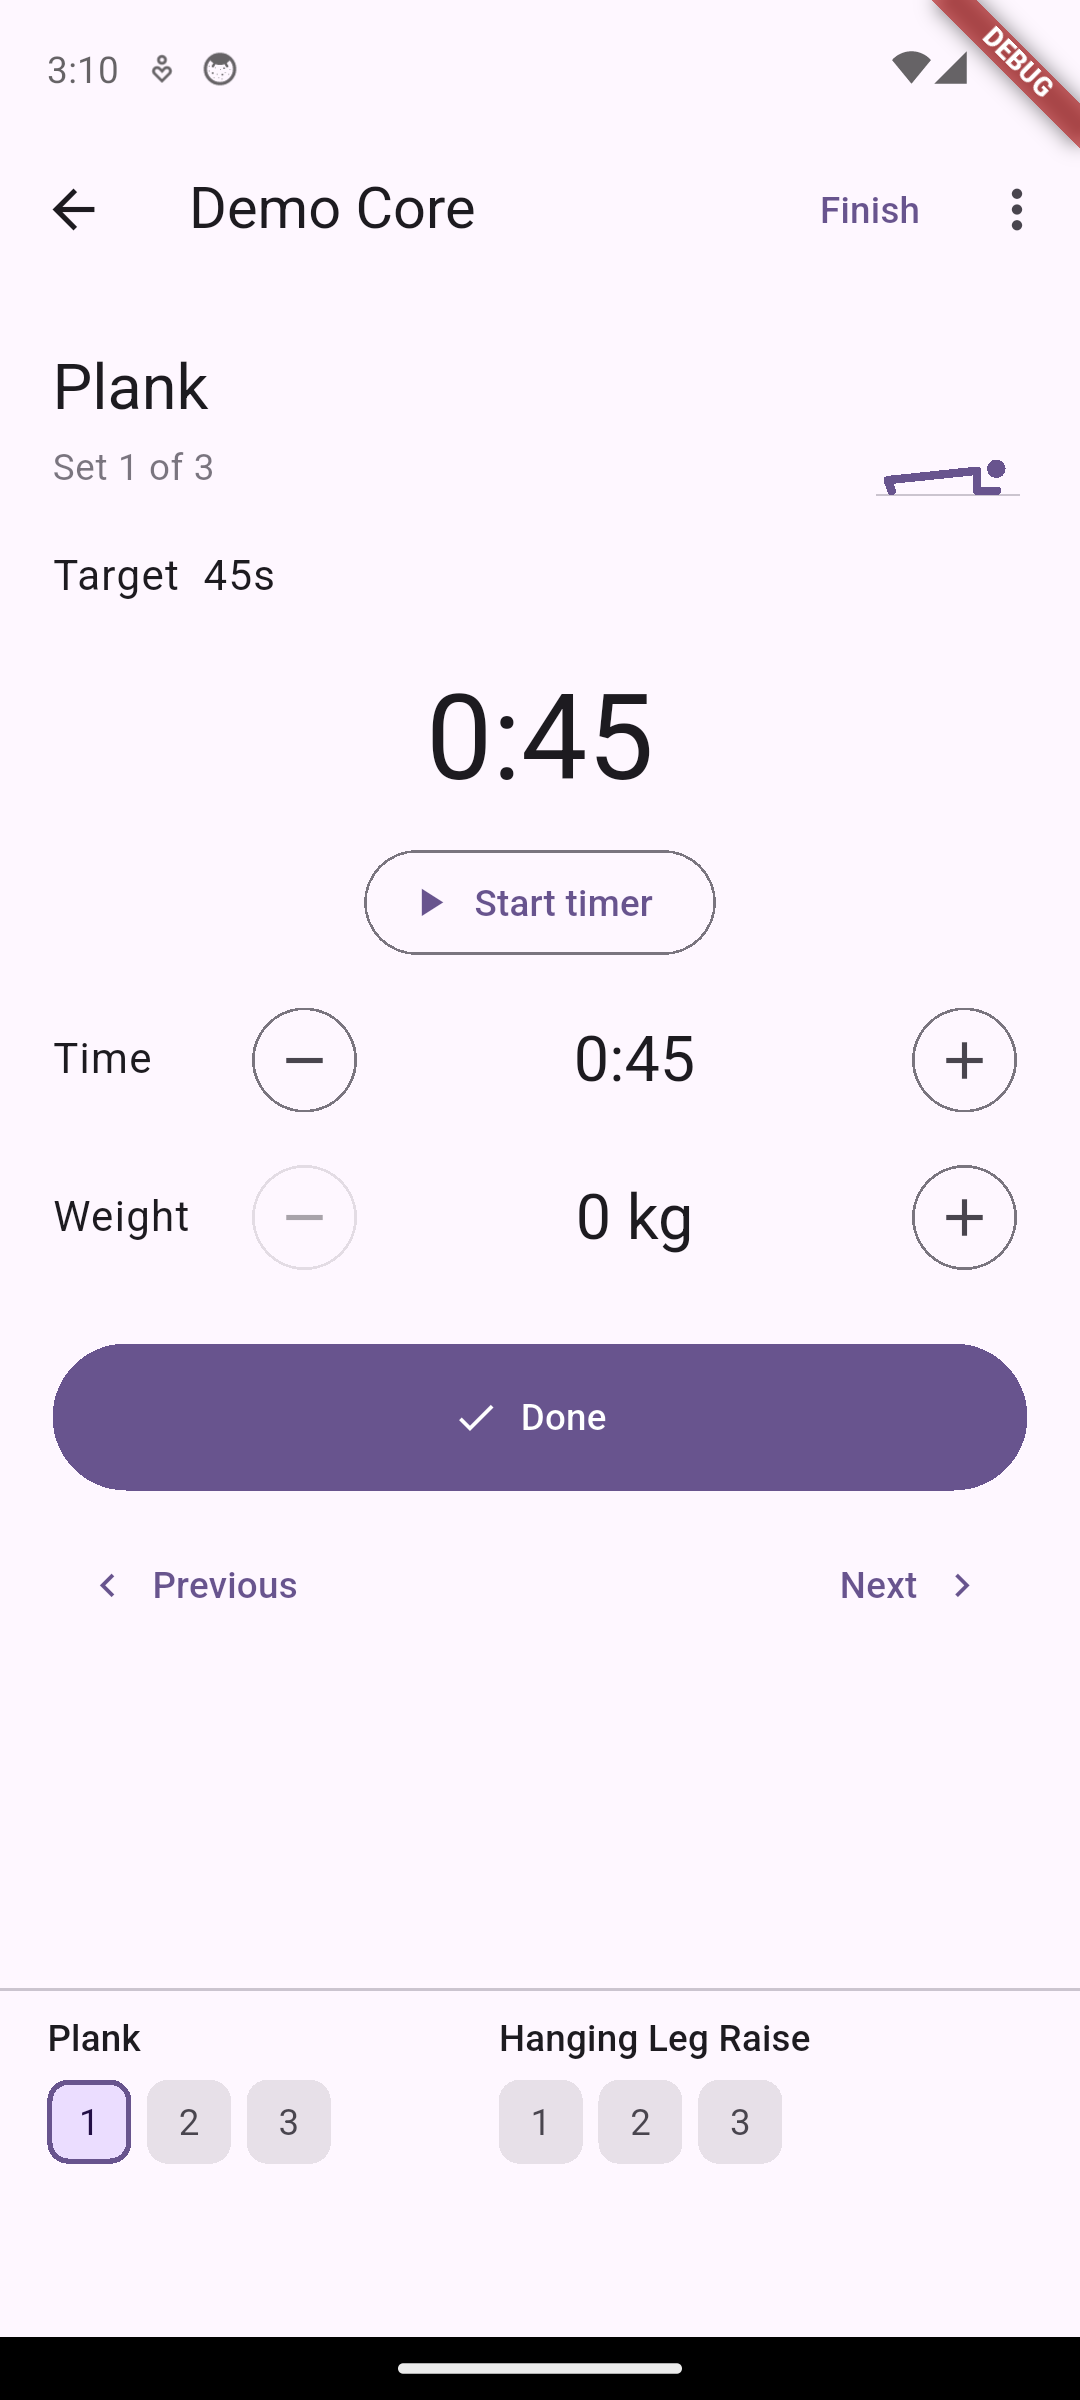 3:10
DEBUG
Demo Core
Finish
Plank
Set 1 of 3
Target 45s
0:45
Start timer
Time
0:45
Weight
0 kg
Done
Previous
Next
Plank
Hanging Leg Raise
1 2 3
1 2 3